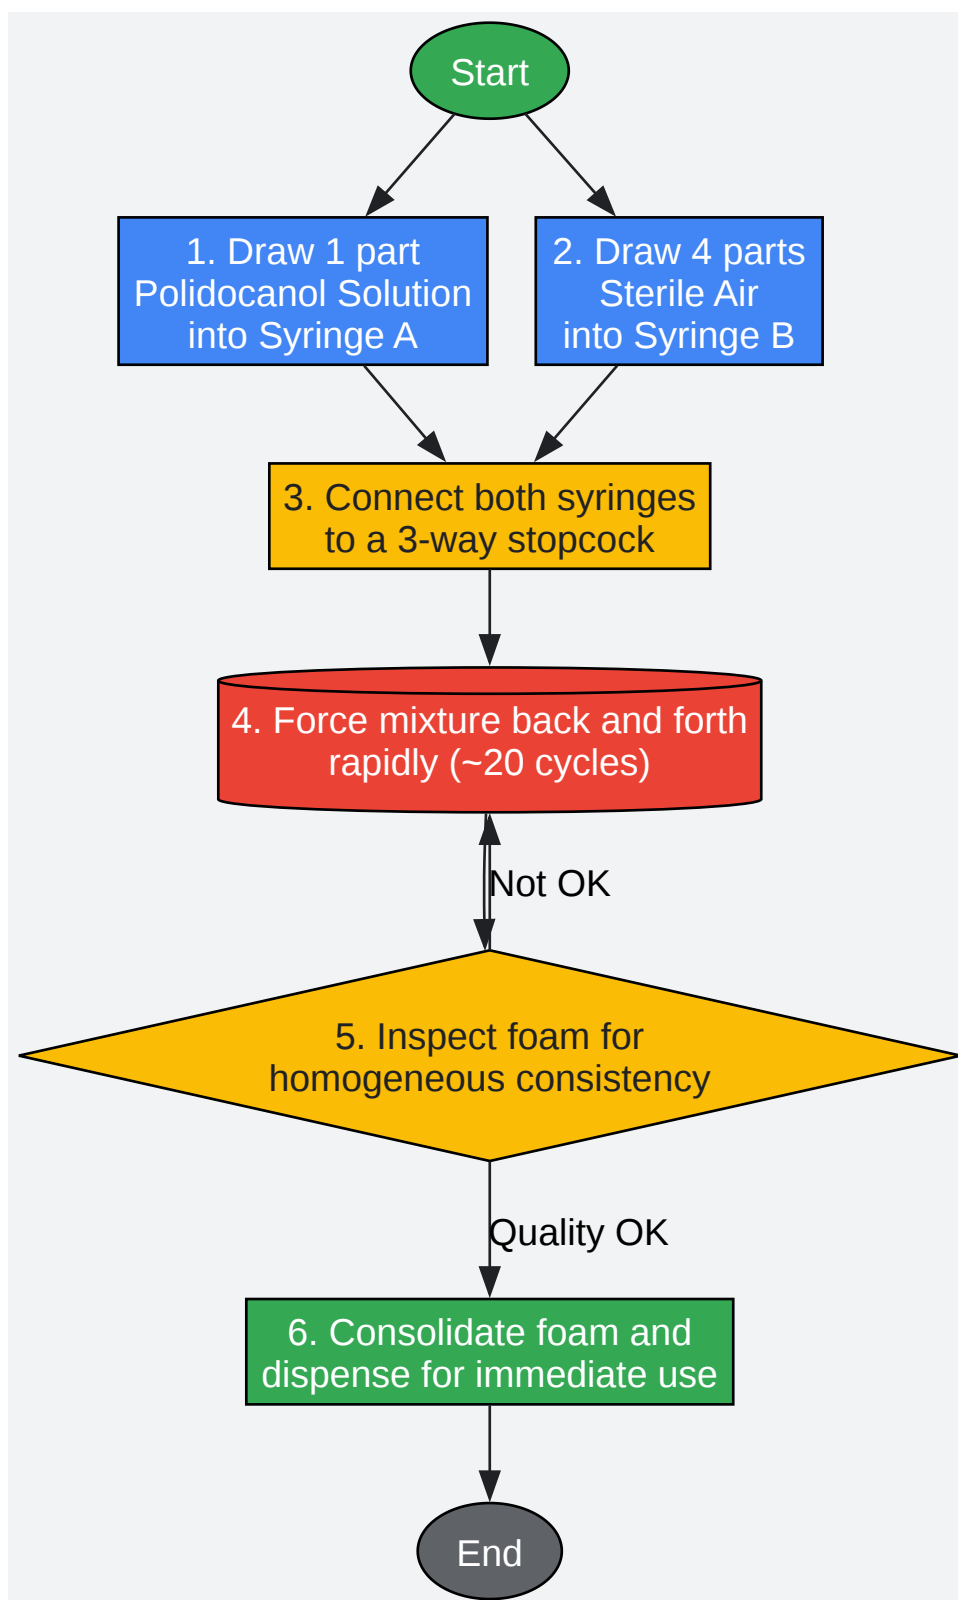 Start
1. Draw 1 part
Polidocanol Solution
into Syringe A
2. Draw 4 parts
Sterile Air
into Syringe B
3. Connect both syringes
to a 3-way stopcock
4. Force mixture back and forth
rapidly (~20 cycles)
Not OK
5. Inspect foam for
homogeneous consistency
Quality OK
6. Consolidate foam and
dispense for immediate use
End